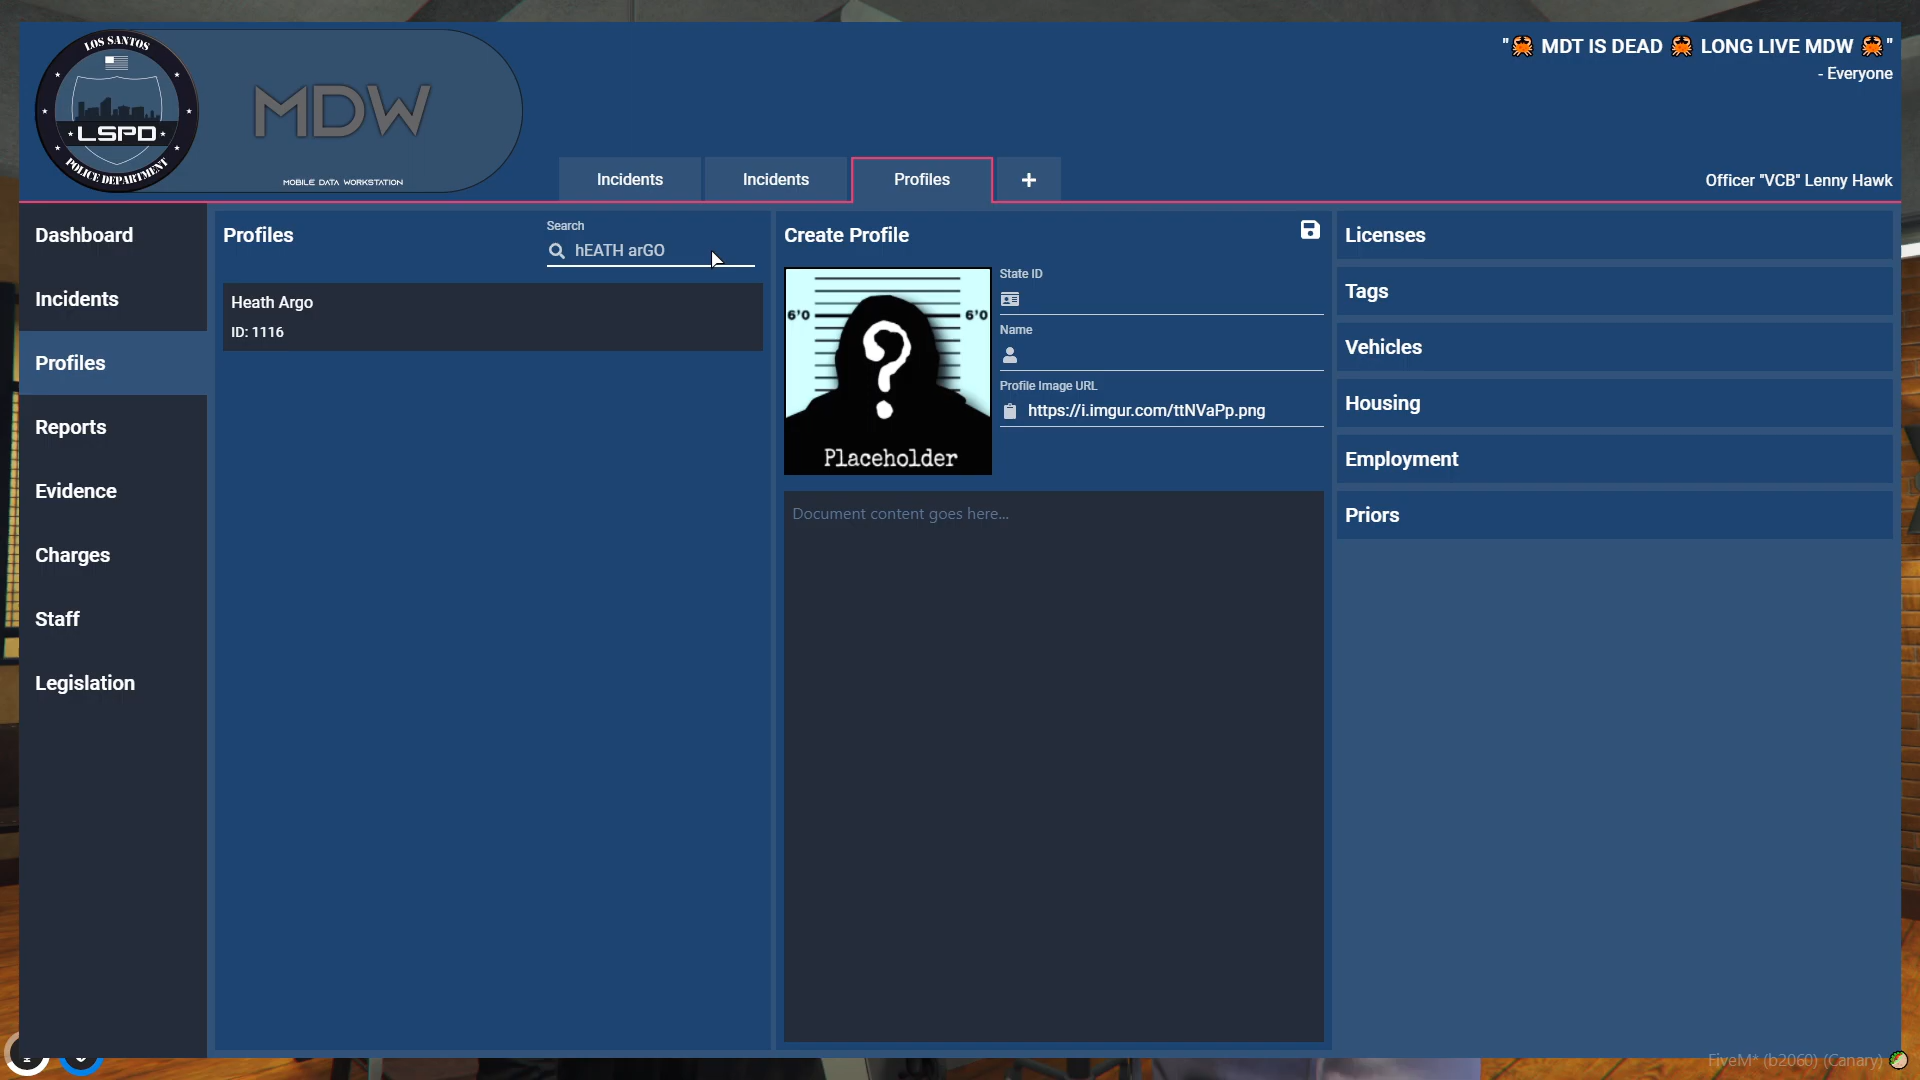 LOS SANTOS
LSPD
POLICE DEPARTMENT
MDW
MOBILE DATA WORKSTATION
"🦀 MDT IS DEAD 🦀 LONG LIVE MDW 🦀"
- Everyone
Incidents
Incidents
Profiles
+
Officer "VCB" Lenny Hawk
Dashboard
Incidents
Profiles
Reports
Evidence
Charges
Staff
Legislation
Profiles
Search
hEATH arGO
Heath Argo
ID: 1116
Create Profile
6'0
6'0
Placeholder
State ID
Name
Profile Image URL
https://i.imgur.com/ttNVaPp.png
Document content goes here...
Licenses
Tags
Vehicles
Housing
Employment
Priors
FiveM* (b2060) (Canary)